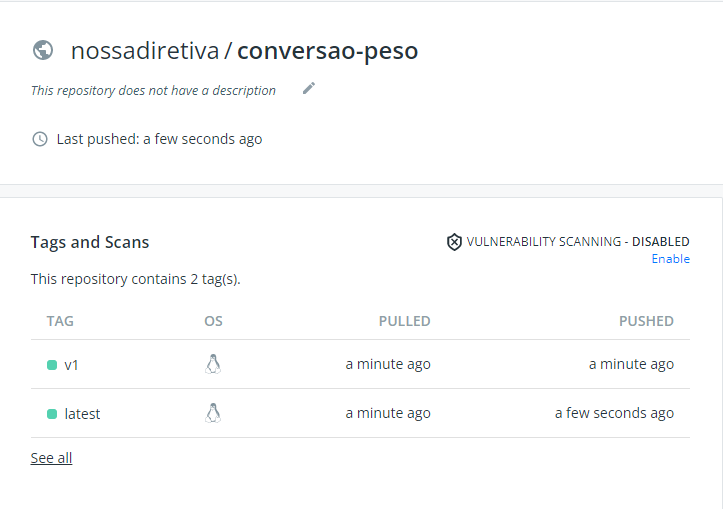 nossadiretiva / conversao-peso
This repository does not have a description
Last pushed: a few seconds ago
Tags and Scans
VULNERABILITY SCANNING - DISABLED
Enable
This repository contains 2 tag(s).
TAG OS PULLED PUSHED
v1 a minute ago a minute ago
latest a minute ago a few seconds ago
See all